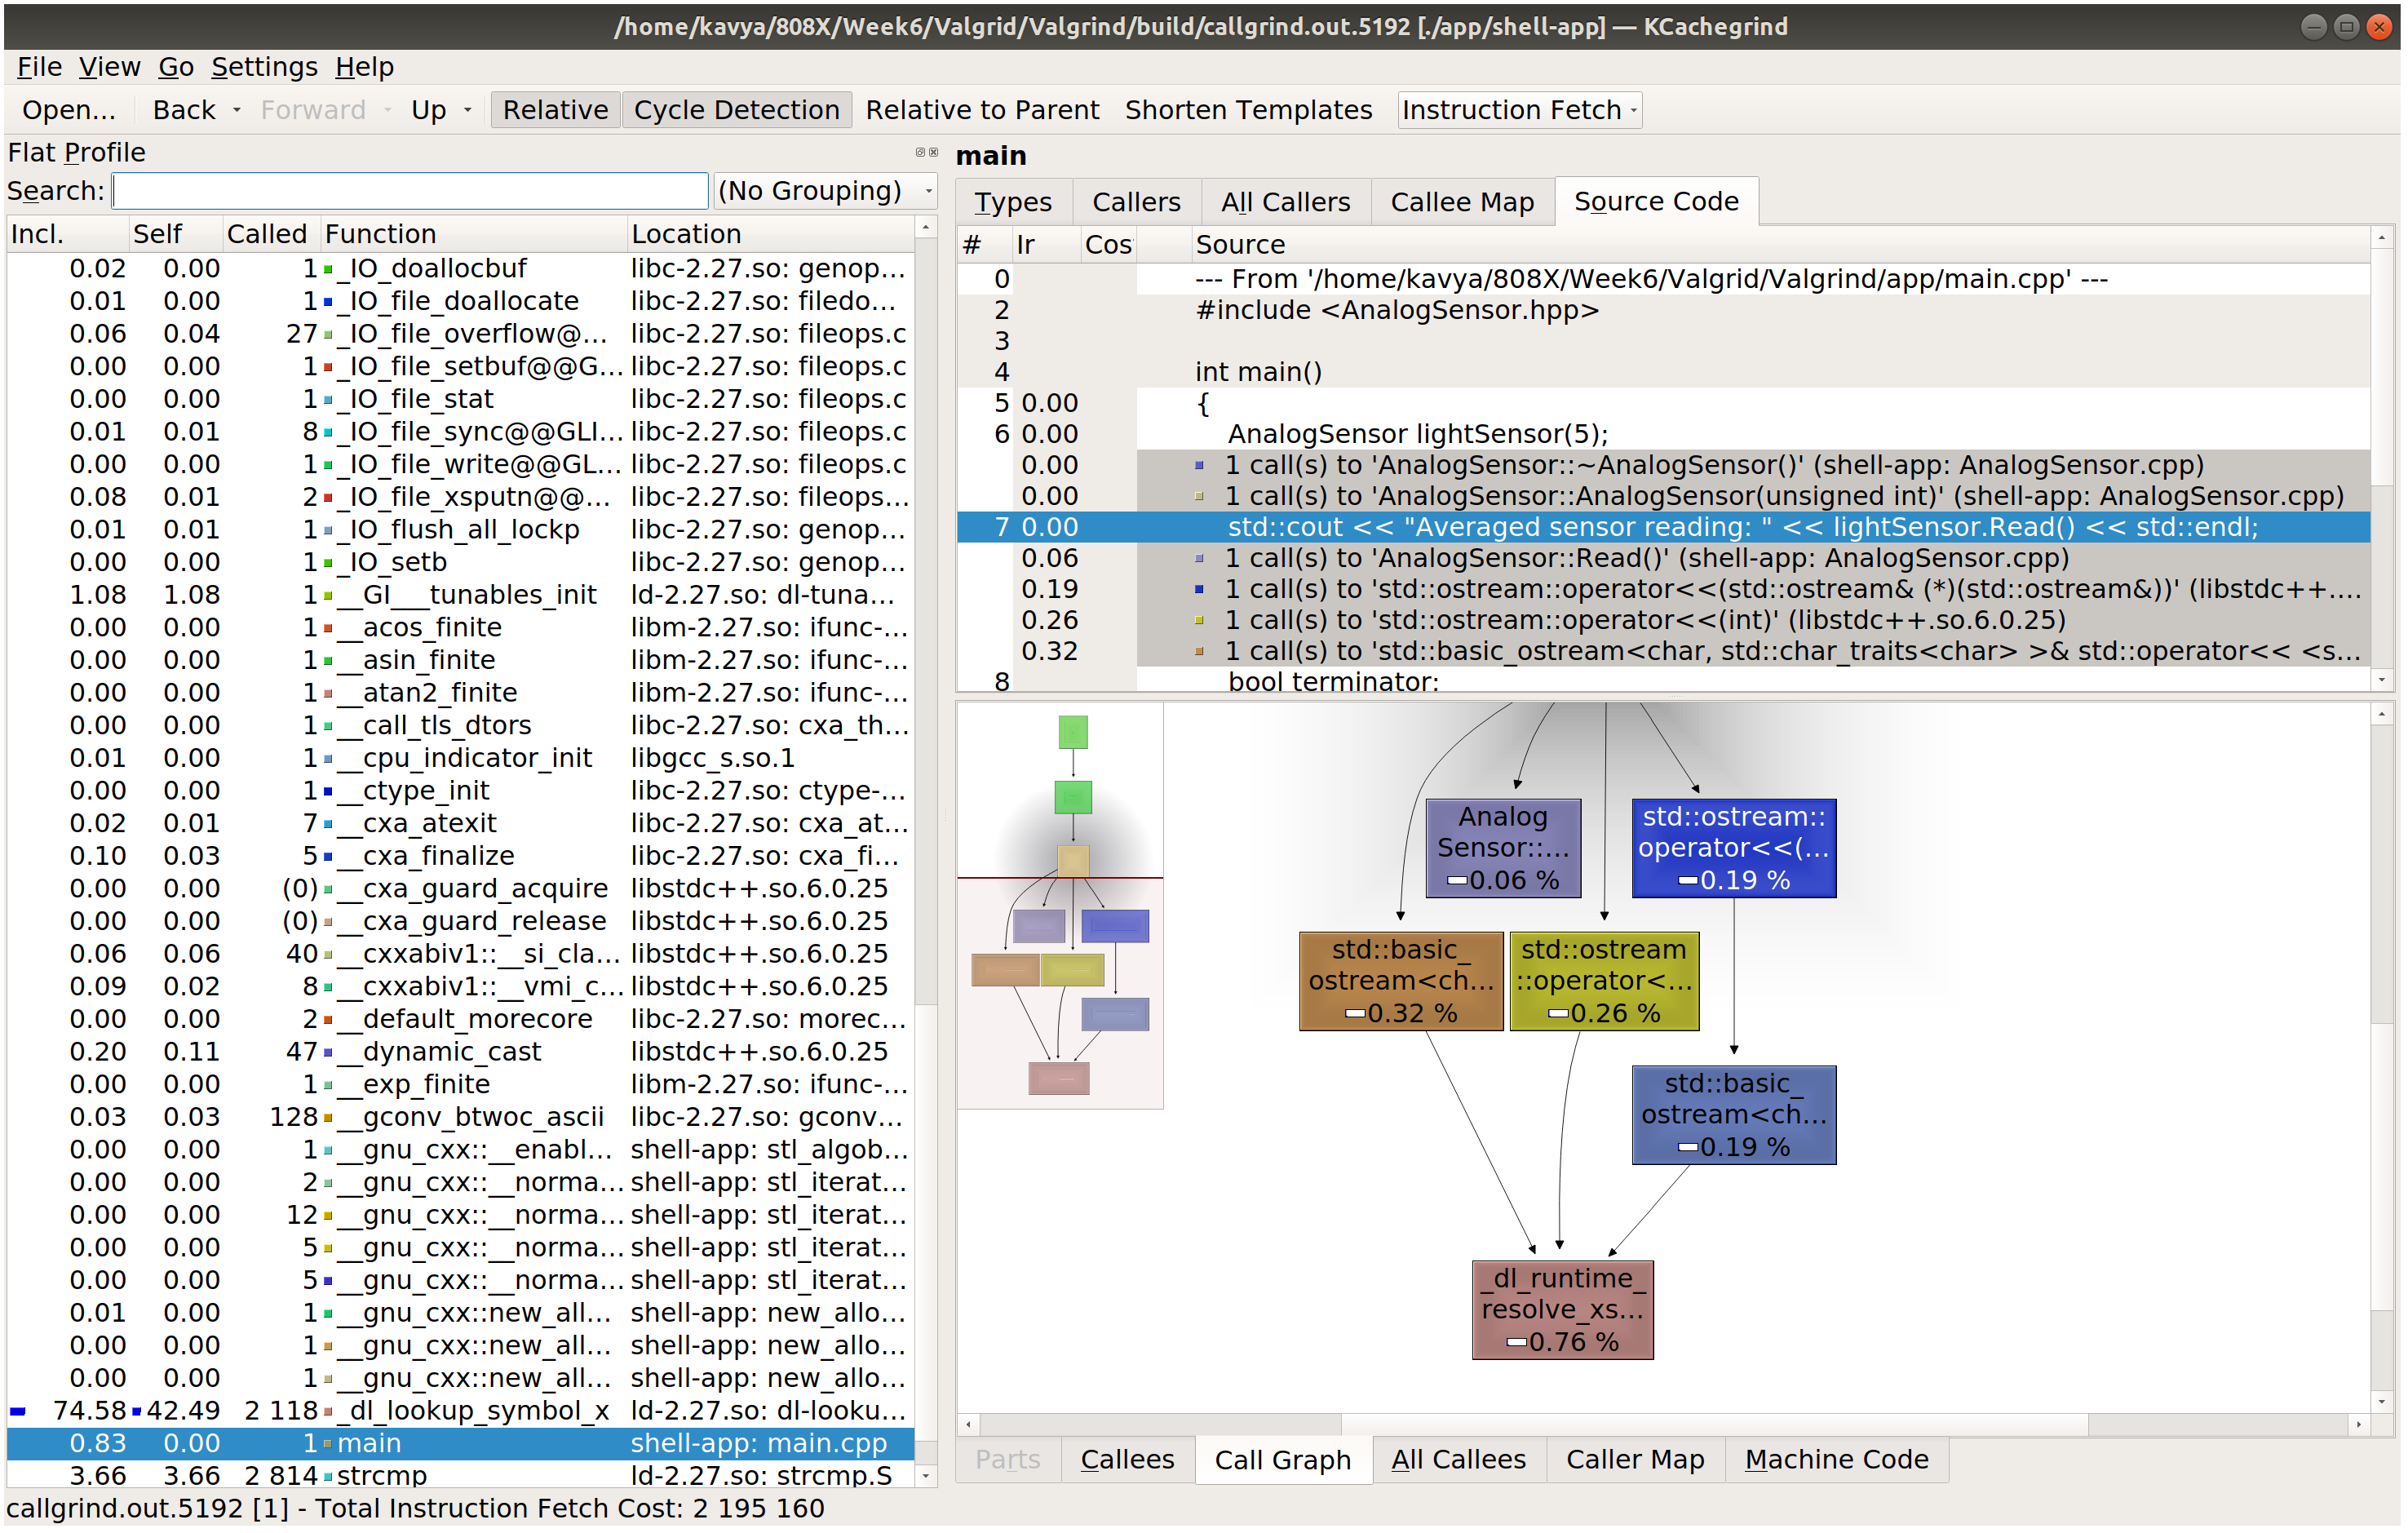 /home/kavya/808X/Week6/Valgrid/Valgrind/build/callgrind.out.5192 [./app/shell-app] — KCachegrind
File View Go Settings Help
Open... Back Forward Up Relative Cycle Detection Relative to Parent Shorten Templates Instruction Fetch
Flat Profile
Search: (No Grouping)
Incl. Self Called Function Location
0.02 0.00 1 _IO_doallocbuf libc-2.27.so: genop...
0.01 0.00 1 _IO_file_doallocate libc-2.27.so: filedo...
0.06 0.04 27 _IO_file_overflow@... libc-2.27.so: fileops.c
0.00 0.00 1 _IO_file_setbuf@@G... libc-2.27.so: fileops.c
0.00 0.00 1 _IO_file_stat libc-2.27.so: fileops.c
0.01 0.01 8 _IO_file_sync@@GLI... libc-2.27.so: fileops.c
0.00 0.00 1 _IO_file_write@@GL... libc-2.27.so: fileops.c
0.08 0.01 2 _IO_file_xsputn@@... libc-2.27.so: fileops...
0.01 0.01 1 _IO_flush_all_lockp libc-2.27.so: genop...
0.00 0.00 1 _IO_setb libc-2.27.so: genop...
1.08 1.08 1 __GI___tunables_init ld-2.27.so: dl-tuna...
0.00 0.00 1 __acos_finite libm-2.27.so: ifunc-...
0.00 0.00 1 __asin_finite libm-2.27.so: ifunc-...
0.00 0.00 1 __atan2_finite libm-2.27.so: ifunc-...
0.00 0.00 1 __call_tls_dtors libc-2.27.so: cxa_th...
0.01 0.00 1 __cpu_indicator_init libgcc_s.so.1
0.00 0.00 1 __ctype_init libc-2.27.so: ctype-...
0.02 0.01 7 __cxa_atexit libc-2.27.so: cxa_at...
0.10 0.03 5 __cxa_finalize libc-2.27.so: cxa_fi...
0.00 0.00 (0) __cxa_guard_acquire libstdc++.so.6.0.25
0.00 0.00 (0) __cxa_guard_release libstdc++.so.6.0.25
0.06 0.06 40 __cxxabiv1::__si_cla... libstdc++.so.6.0.25
0.09 0.02 8 __cxxabiv1::__vmi_c... libstdc++.so.6.0.25
0.00 0.00 2 __default_morecore libc-2.27.so: morec...
0.20 0.11 47 __dynamic_cast libstdc++.so.6.0.25
0.00 0.00 1 __exp_finite libm-2.27.so: ifunc-...
0.03 0.03 128 __gconv_btwoc_ascii libc-2.27.so: gconv...
0.00 0.00 1 __gnu_cxx::__enabl... shell-app: stl_algob...
0.00 0.00 2 __gnu_cxx::__norma... shell-app: stl_iterat...
0.00 0.00 12 __gnu_cxx::__norma... shell-app: stl_iterat...
0.00 0.00 5 __gnu_cxx::__norma... shell-app: stl_iterat...
0.00 0.00 5 __gnu_cxx::__norma... shell-app: stl_iterat...
0.01 0.00 1 __gnu_cxx::new_all... shell-app: new_allo...
0.00 0.00 1 __gnu_cxx::new_all... shell-app: new_allo...
0.00 0.00 1 __gnu_cxx::new_all... shell-app: new_allo...
74.58 42.49 2 118 _dl_lookup_symbol_x ld-2.27.so: dl-looku...
0.83 0.00 1 main shell-app: main.cpp
3.66 3.66 2 814 strcmp ld-2.27.so: strcmp.S
callgrind.out.5192 [1] - Total Instruction Fetch Cost: 2 195 160
main
Types Callers All Callers Callee Map Source Code
# Ir Cos Source
0 --- From '/home/kavya/808X/Week6/Valgrid/Valgrind/app/main.cpp' ---
2 #include <AnalogSensor.hpp>
3
4 int main()
5 0.00 {
6 0.00 AnalogSensor lightSensor(5);
0.00 1 call(s) to 'AnalogSensor::~AnalogSensor()' (shell-app: AnalogSensor.cpp)
0.00 1 call(s) to 'AnalogSensor::AnalogSensor(unsigned int)' (shell-app: AnalogSensor.cpp)
7 0.00 std::cout << "Averaged sensor reading: " << lightSensor.Read() << std::endl;
0.06 1 call(s) to 'AnalogSensor::Read()' (shell-app: AnalogSensor.cpp)
0.19 1 call(s) to 'std::ostream::operator<<(std::ostream& (*)(std::ostream&))' (libstdc++....
0.26 1 call(s) to 'std::ostream::operator<<(int)' (libstdc++.so.6.0.25)
0.32 1 call(s) to 'std::basic_ostream<char, std::char_traits<char> >& std::operator<< <s...
8 bool terminator;
Analog
Sensor::...
0.06 %
std::ostream::
operator<<(...
0.19 %
std::basic_
ostream<ch...
0.32 %
std::ostream
::operator<...
0.26 %
std::basic_
ostream<ch...
0.19 %
_dl_runtime_
resolve_xs...
0.76 %
Parts Callees Call Graph All Callees Caller Map Machine Code